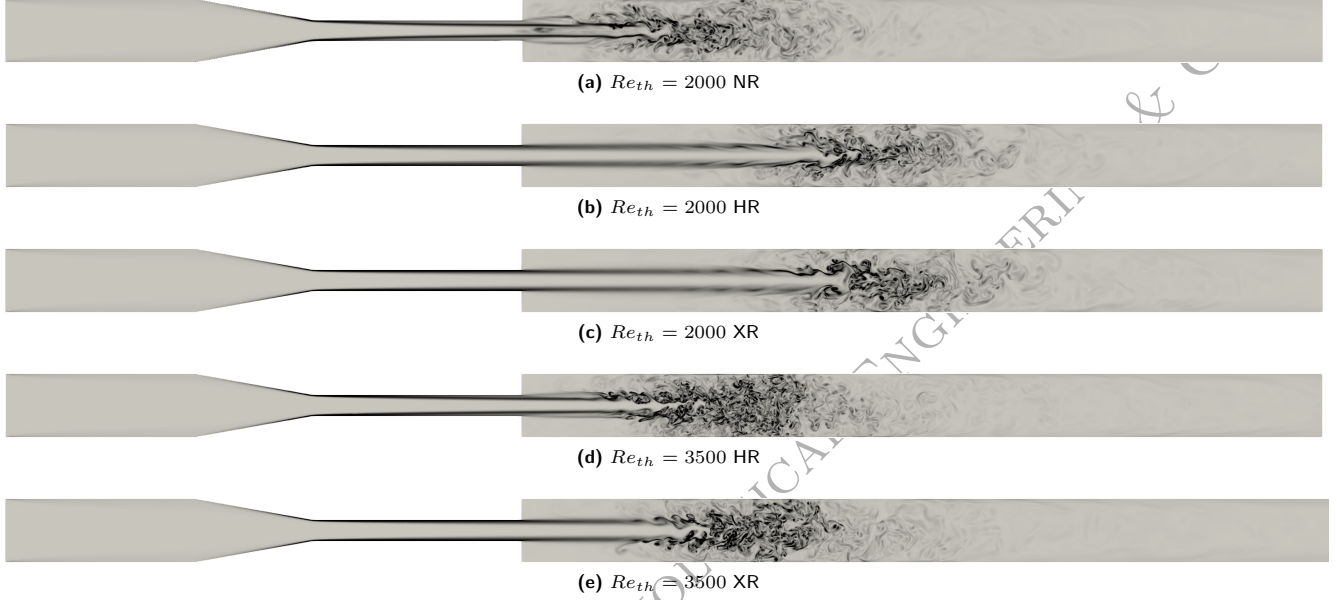 (a) Re_th = 2000 NR
& C
(b) Re_th = 2000 HR
(c) Re_th = 2000 XR
(d) Re_th = 3500 HR
(e) Re_th = 3500 XR